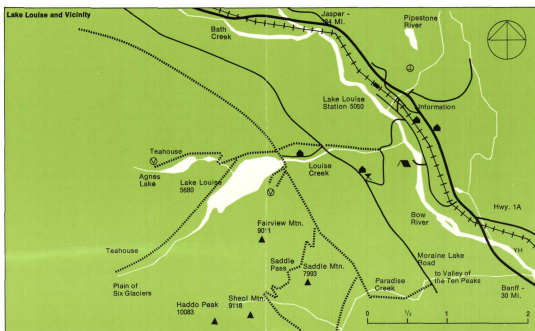 Lake Louise and Vicinity
Jasper -
84 Mi.
Pipestone
River
Bath
Creek
Lake Louise
Station 5050
Information
Teahouse
Agnes
Lake
Lake Louise
5680
Louise
Creek
Bow
River
Hwy. 1A
Fairview Mtn.
9011
Teahouse
Saddle
Pass
Saddle Mtn.
7993
Moraine Lake
Road
YH
to Valley of
the Ten Peaks
Paradise
Creek
Plain of
Six Glaciers
Haddo Peak
10083
Sheol Mtn.
9118
Banff -
30 Mi.
0
½
2